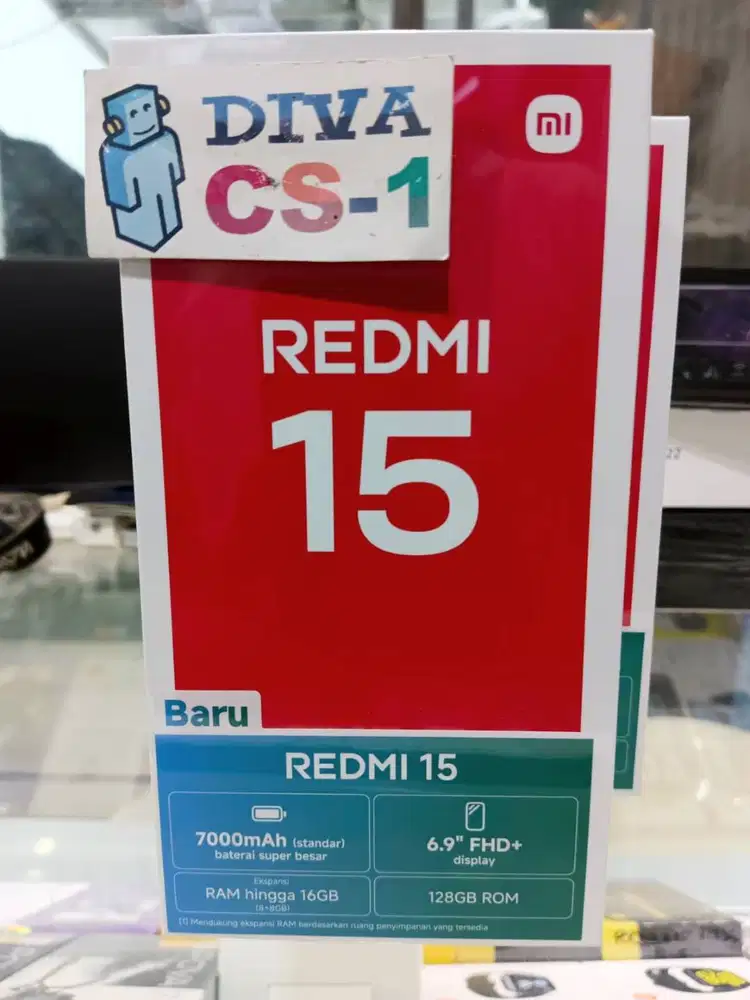 DIVA
CS-1
mi
REDMI
15
Baru
REDMI 15
7000mAh (standar)
baterai super besar
6.9" FHD+
display
Ekspansi
RAM hingga 16GB
(8+8GB)
128GB ROM
(1) Mendukung ekspansi RAM berdasarkan ruang penyimpanan yang tersedia
22